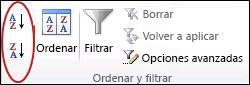 A
Z
Z
A
A Z
Z A
Ordenar
Filtrar
Borrar
Volver a aplicar
Opciones avanzadas
Ordenar y filtrar